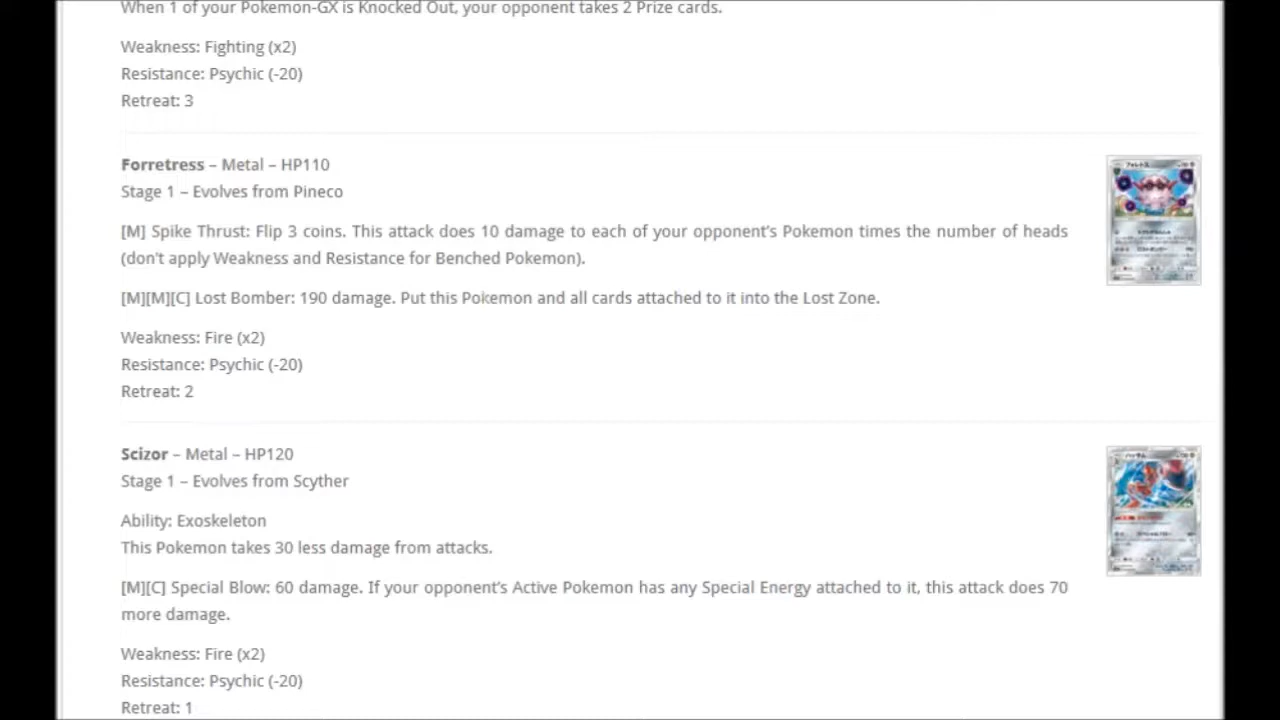 When 1 of your Pokemon-GX is Knocked Out, your opponent takes 2 Prize cards.
Weakness: Fighting (x2)
Resistance: Psychic (-20)
Retreat: 3
Forretress – Metal – HP110
Stage 1 – Evolves from Pineco
[M] Spike Thrust: Flip 3 coins. This attack does 10 damage to each of your opponent's Pokemon times the number of heads
(don't apply Weakness and Resistance for Benched Pokemon).
[M][M][C] Lost Bomber: 190 damage. Put this Pokemon and all cards attached to it into the Lost Zone.
Weakness: Fire (x2)
Resistance: Psychic (-20)
Retreat: 2
Scizor – Metal – HP120
Stage 1 – Evolves from Scyther
Ability: Exoskeleton
This Pokemon takes 30 less damage from attacks.
[M][C] Special Blow: 60 damage. If your opponent's Active Pokemon has any Special Energy attached to it, this attack does 70
more damage.
Weakness: Fire (x2)
Resistance: Psychic (-20)
Retreat: 1